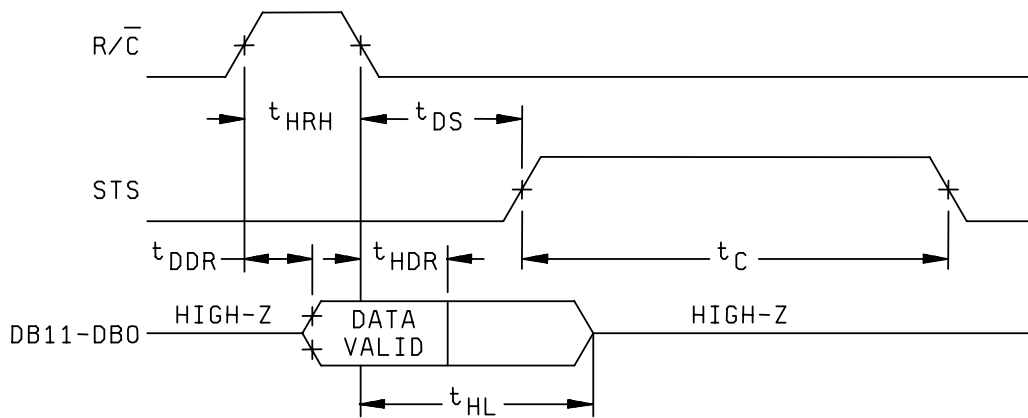 R/C̅
tHRH
tDS
STS
tDDR
tHDR
tC
HIGH-Z
DATA
VALID
HIGH-Z
DB11-DB0
tHL